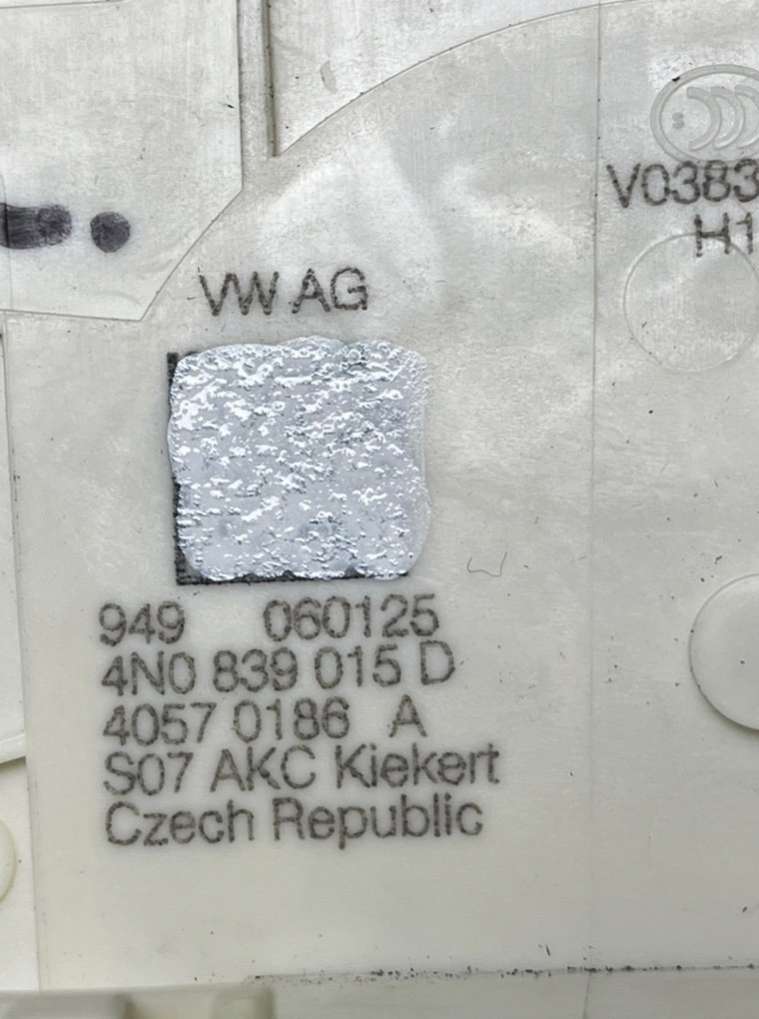 V0383
H1
VW AG
949 060125
4N0 839 015 D
4057 0186 A
S07 AKC Kiekert
Czech Republic